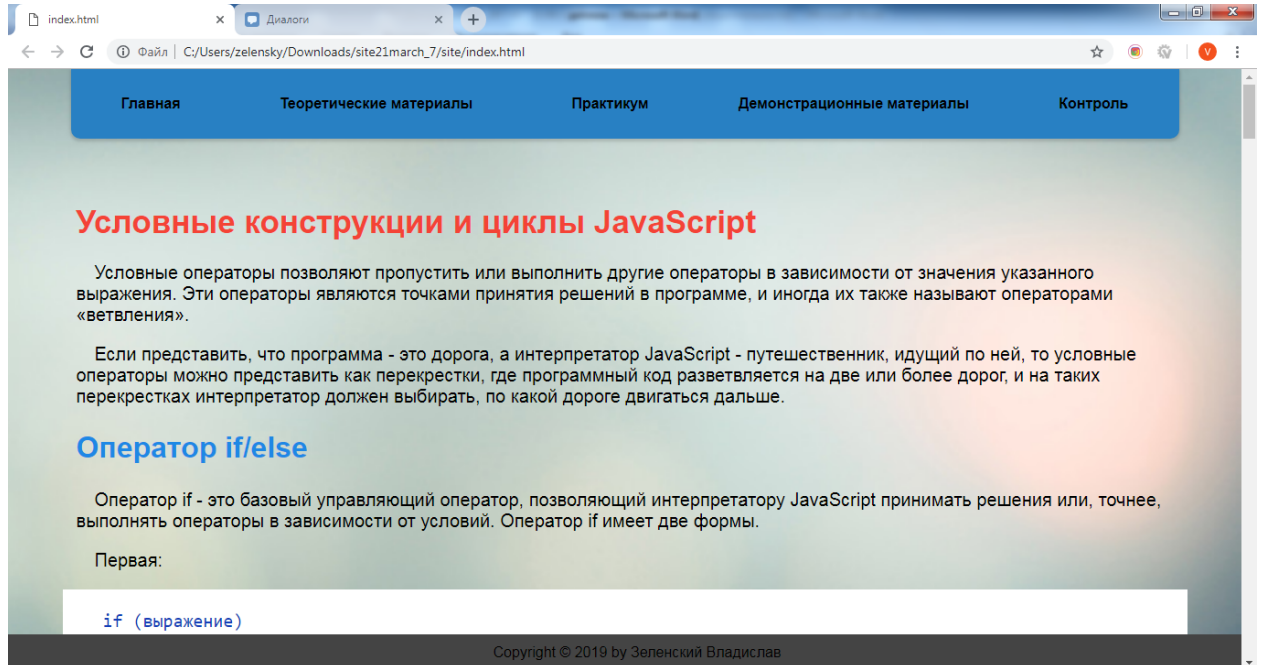 index.html
Диалоги
Файл | C:/Users/zelensky/Downloads/site21march_7/site/index.html
V
Главная Теоретические материалы Практикум Демонстрационные материалы Контроль
Условные конструкции и циклы JavaScript
Условные операторы позволяют пропустить или выполнить другие операторы в зависимости от значения указанного
выражения. Эти операторы являются точками принятия решений в программе, и иногда их также называют операторами
«ветвления».
Если представить, что программа - это дорога, а интерпретатор JavaScript - путешественник, идущий по ней, то условные
операторы можно представить как перекрестки, где программный код разветвляется на две или более дорог, и на таких
перекрестках интерпретатор должен выбирать, по какой дороге двигаться дальше.
Оператор if/else
Оператор if - это базовый управляющий оператор, позволяющий интерпретатору JavaScript принимать решения или, точнее,
выполнять операторы в зависимости от условий. Оператор if имеет две формы.
Первая:
if (выражение)
Copyright © 2019 by Зеленский Владислав